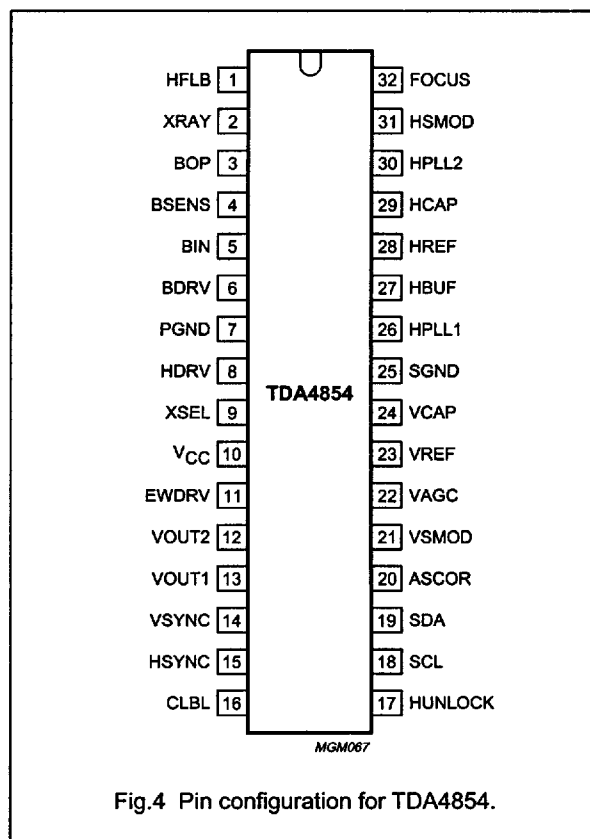 HFLB 1 32 FOCUS
XRAY 2 31 HSMOD
BOP 3 30 HPLL2
BSENS 4 29 HCAP
BIN 5 28 HREF
BDRV 6 27 HBUF
PGND 7 26 HPLL1
HDRV 8 25 SGND
TDA4854
XSEL 9 24 VCAP
VCC 10 23 VREF
EWDRV 11 22 VAGC
VOUT2 12 21 VSMOD
VOUT1 13 20 ASCOR
VSYNC 14 19 SDA
HSYNC 15 18 SCL
CLBL 16 17 HUNLOCK
MGM067
Fig.4 Pin configuration for TDA4854.